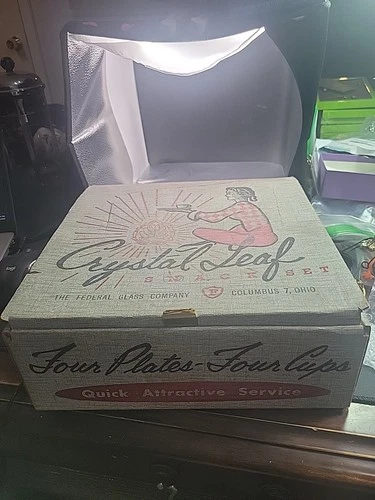 Crystal Leaf
SNACK SET
THE FEDERAL GLASS COMPANY F COLUMBUS 7, OHIO
Four Plates - Four Cups
Quick - Attractive - Service